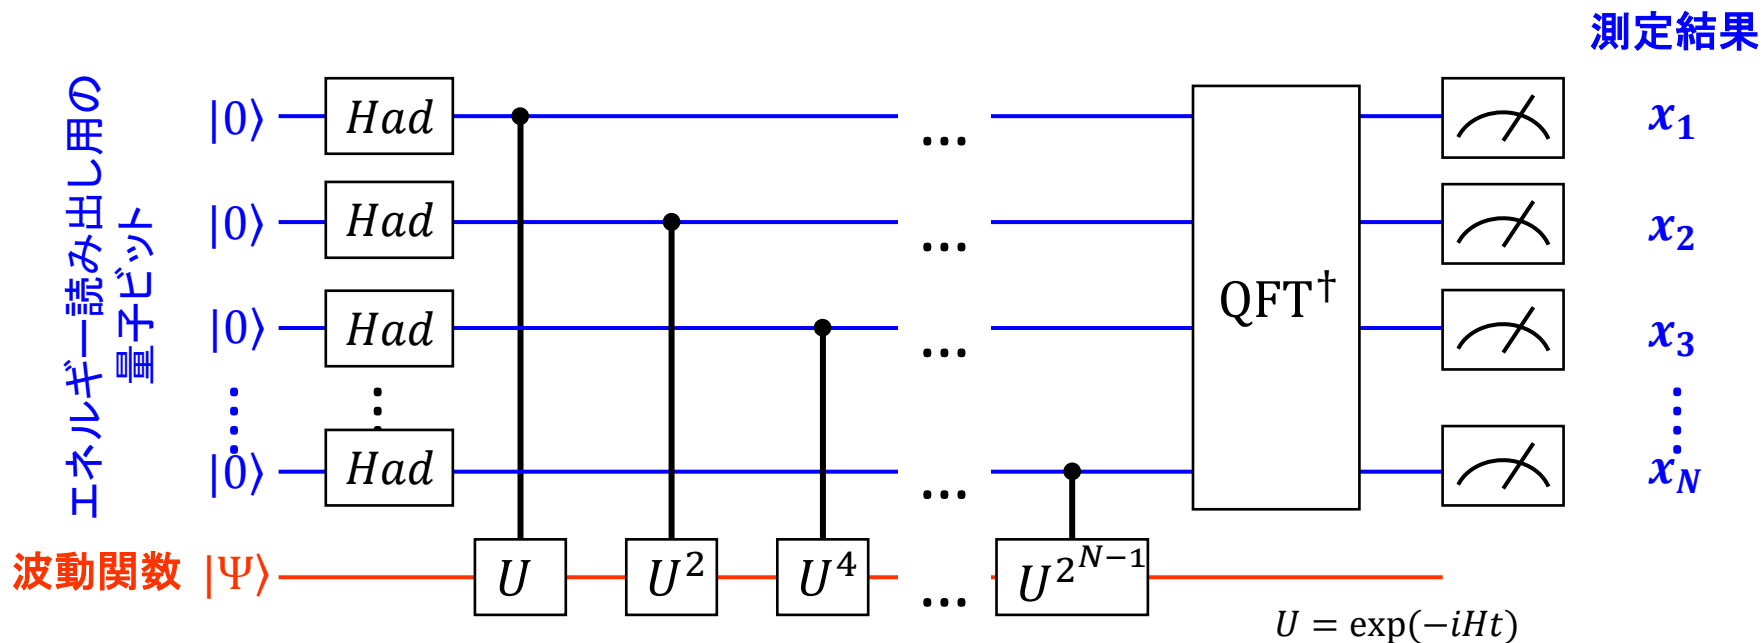 測定結果
エネルギー読み出し用の
量子ビット
|0⟩ Had ... x₁
|0⟩ Had ... x₂
|0⟩ Had ... QFT† x₃
|0⟩ Had ... x_N
波動関数 |Ψ⟩ U U² U⁴ ... U^{2^{N−1}}
U = exp(−iHt)